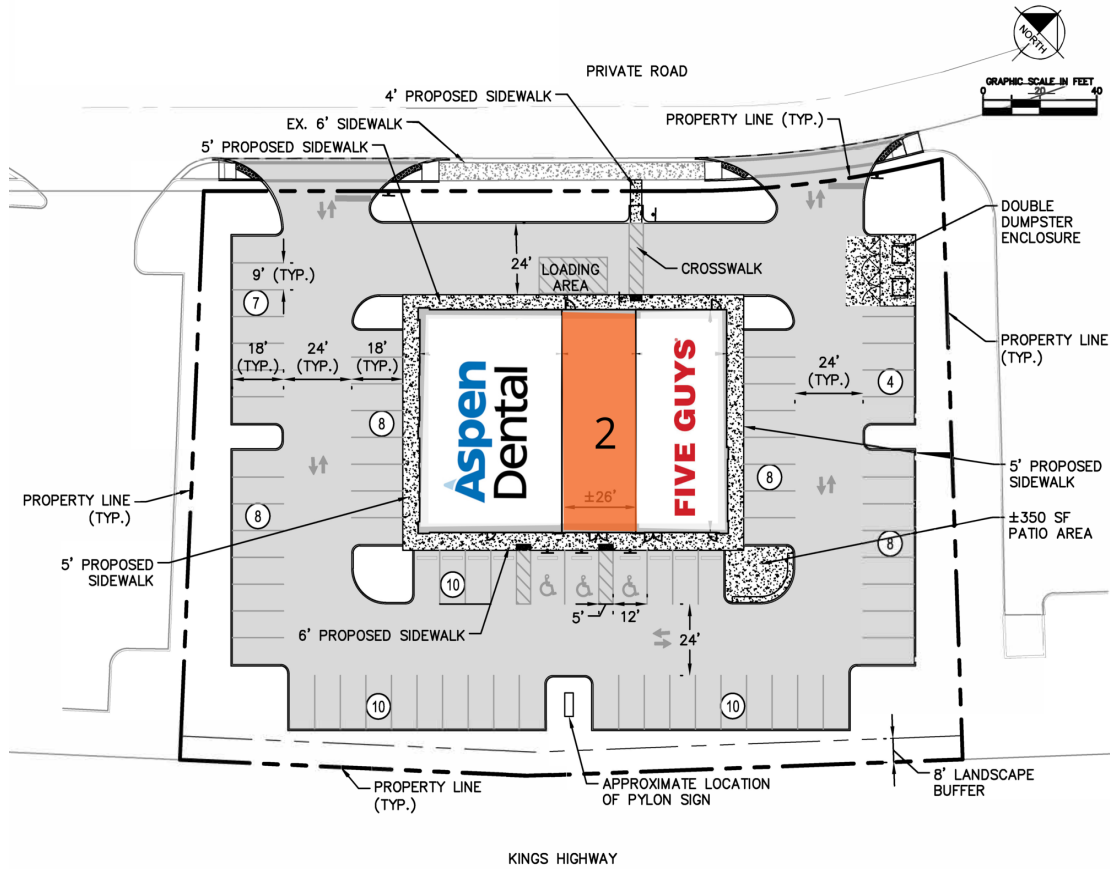 NORTH
PRIVATE ROAD
GRAPHIC SCALE IN FEET
0 20 40
4' PROPOSED SIDEWALK
PROPERTY LINE (TYP.)
EX. 6' SIDEWALK
5' PROPOSED SIDEWALK
DOUBLE
DUMPSTER
ENCLOSURE
24'
LOADING
AREA
CROSSWALK
9' (TYP.)
7
PROPERTY LINE
(TYP.)
18'
(TYP.)
24'
(TYP.)
18'
(TYP.)
24'
(TYP.)
4
8
Aspen
Dental
2
±26'
FIVE GUYS
5' PROPOSED
SIDEWALK
8
PROPERTY LINE
(TYP.)
8
±350 SF
PATIO AREA
8
5' PROPOSED
SIDEWALK
10
5'
12'
6' PROPOSED SIDEWALK
24'
10
10
PROPERTY LINE
(TYP.)
APPROXIMATE LOCATION
OF PYLON SIGN
8' LANDSCAPE
BUFFER
KINGS HIGHWAY